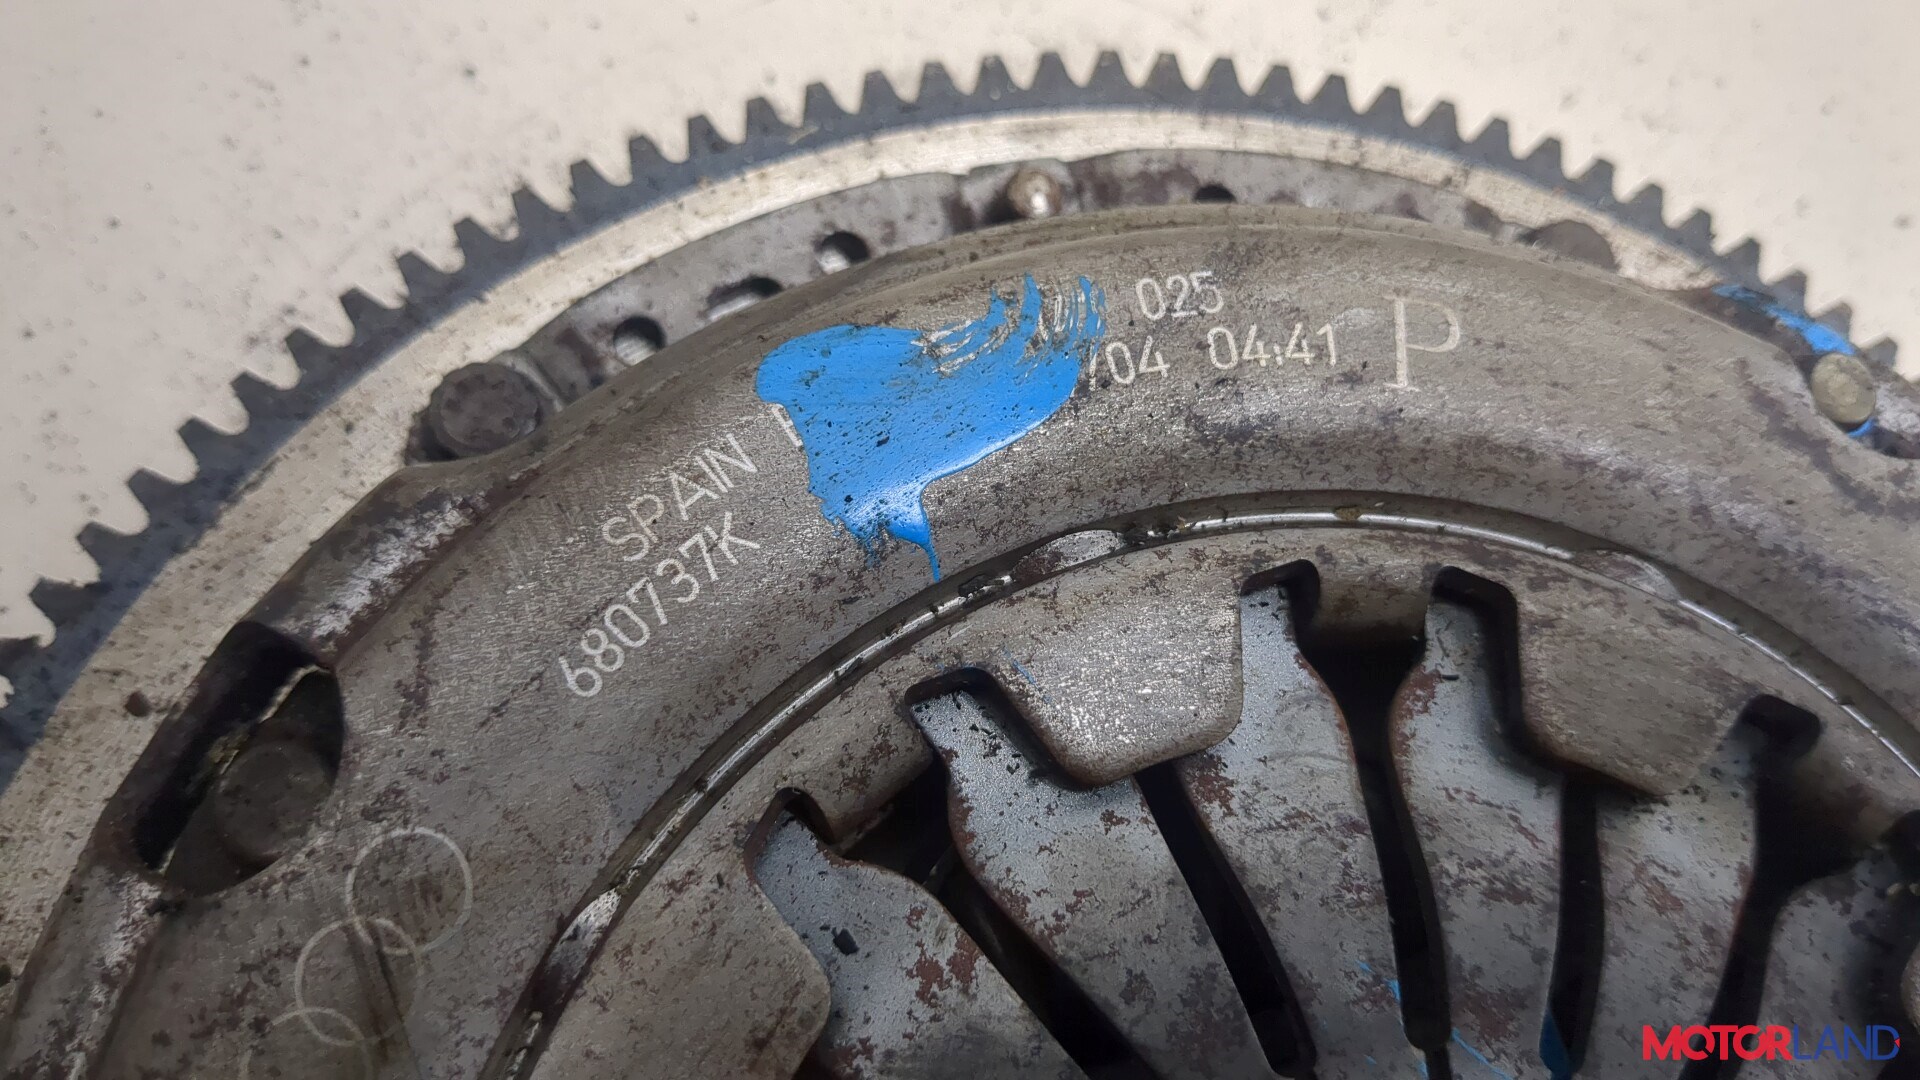 025
/04 04:41 P
SPAIN
680737K
MOTORLAND